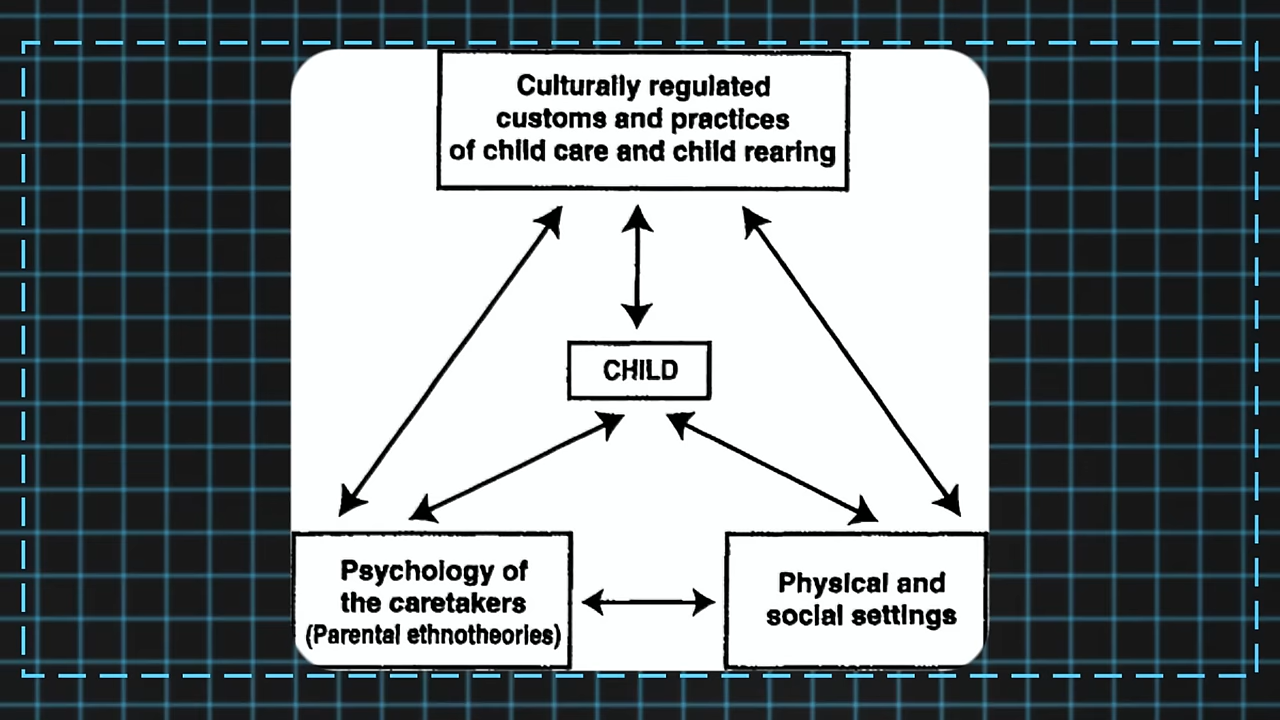 Culturally regulated
customs and practices
of child care and child rearing
CHILD
Psychology of
the caretakers
(Parental ethnotheories)
Physical and
social settings